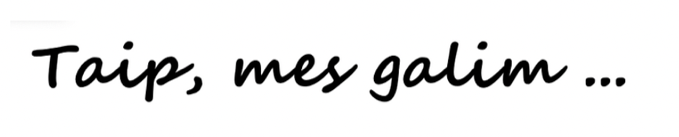 Taip, mes galim ...